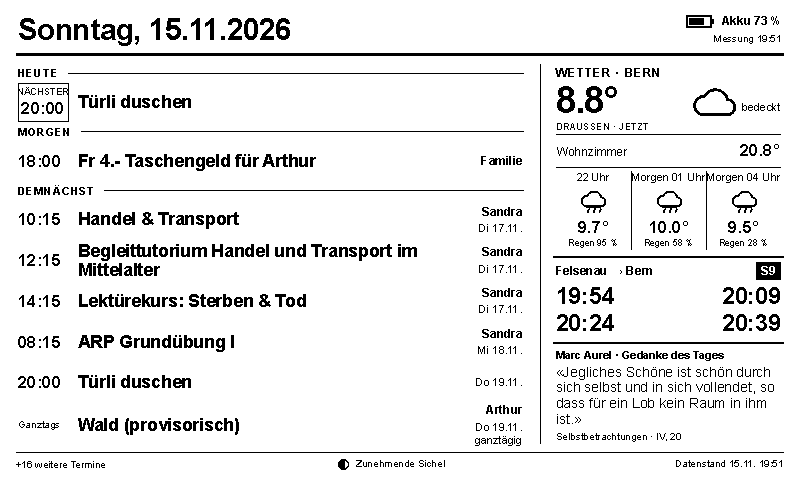 Sonntag, 15.11.2026
Akku 73 %
Messung 19:51
HEUTE
NÄCHSTER
20:00 Türli duschen
MORGEN
18:00 Fr 4.- Taschengeld für Arthur Familie
DEMNÄCHST
10:15 Handel & Transport Sandra
Di 17.11.
12:15 Begleittutorium Handel und Transport im Mittelalter Sandra
Di 17.11.
14:15 Lektürekurs: Sterben & Tod Sandra
Di 17.11.
08:15 ARP Grundübung I Sandra
Mi 18.11.
20:00 Türli duschen Do 19.11.
Ganztags Wald (provisorisch) Arthur
Do 19.11.
ganztägig
WETTER · BERN
8.8° bedeckt
DRAUSSEN · JETZT
Wohnzimmer 20.8°
22 Uhr Morgen 01 Uhr Morgen 04 Uhr
9.7° 10.0° 9.5°
Regen 95 % Regen 58 % Regen 28 %
Felsenau › Bern S9
19:54 20:09
20:24 20:39
Marc Aurel · Gedanke des Tages
«Jegliches Schöne ist schön durch
sich selbst und in sich vollendet, so
dass für ein Lob kein Raum in ihm
ist.»
Selbstbetrachtungen · IV, 20
+16 weitere Termine
Zunehmende Sichel
Datenstand 15.11. 19:51